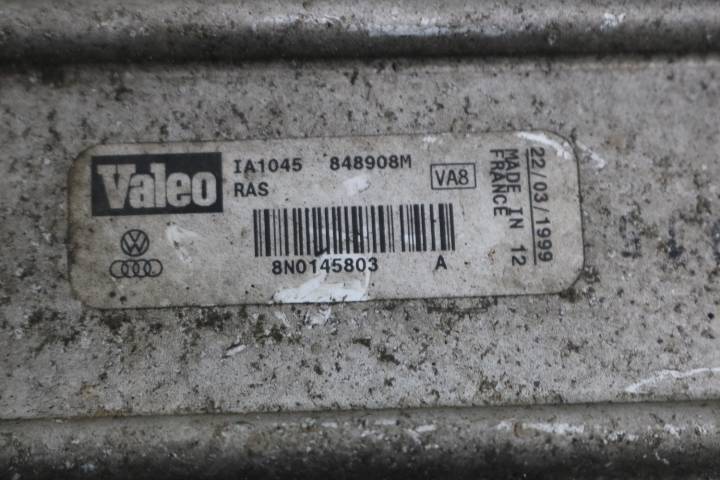 Valeo
IA1045 848908M
RAS
VA8
8N0145803 A
22/03/1999
MADE IN 12
FRANCE